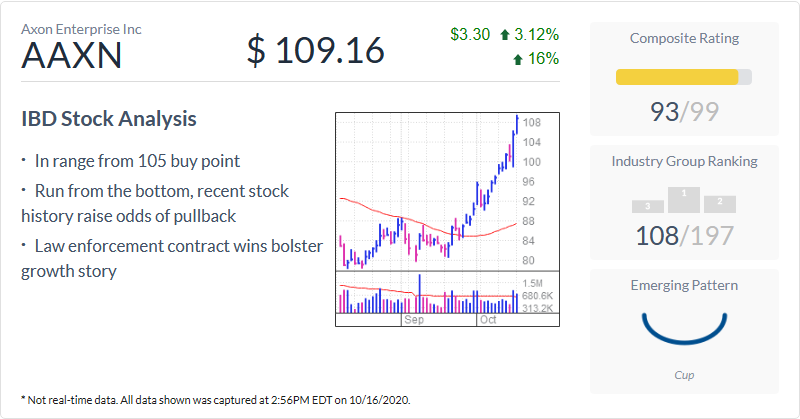 Axon Enterprise Inc
AAXN
$ 109.16
$3.30 3.12%
16%
IBD Stock Analysis
· In range from 105 buy point
· Run from the bottom, recent stock
history raise odds of pullback
· Law enforcement contract wins bolster
growth story
108
104
100
96
92
88
84
80
1.5M
680.6K
313.2K
Sep Oct
Composite Rating
93/99
Industry Group Ranking
3 1 2
108/197
Emerging Pattern
Cup
* Not real-time data. All data shown was captured at 2:56PM EDT on 10/16/2020.